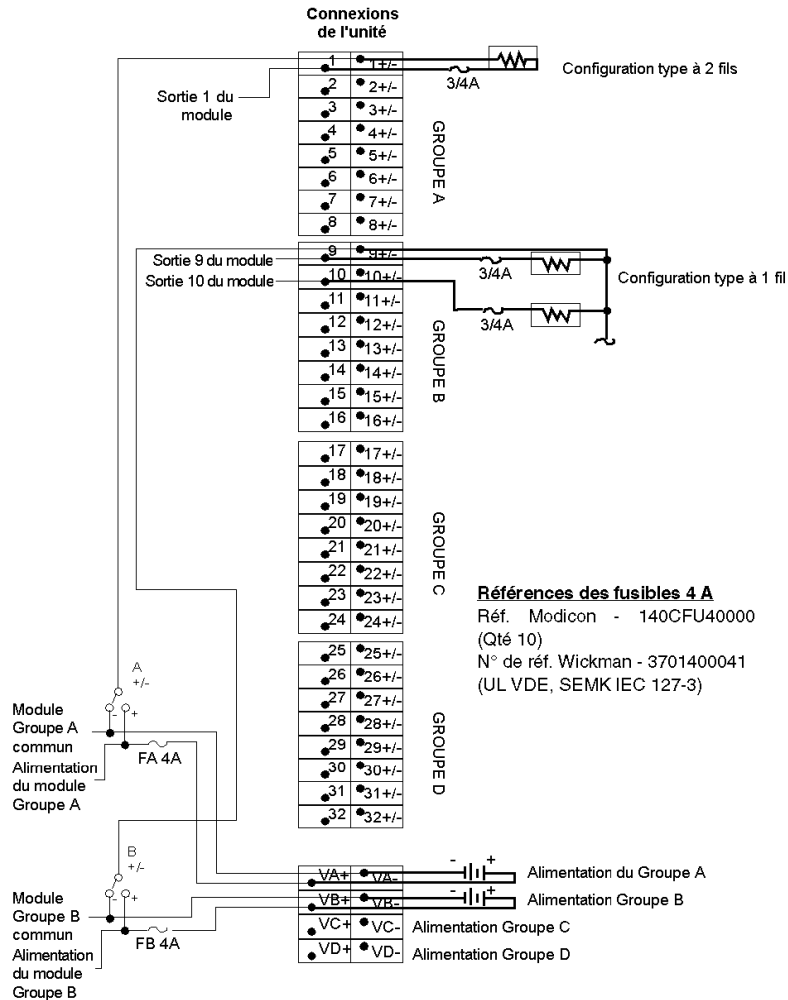 Connexions
de l'unité
1 1+/-
3/4A
Configuration type à 2 fils
Sortie 1 du
module
2 2+/-
3 3+/-
4 4+/-
5 5+/-
6 6+/-
7 7+/-
8 8+/-
GROUPE A
9 9+/-
Sortie 9 du module
3/4A
Sortie 10 du module
10 10+/-
Configuration type à 1 fil
11 11+/-
3/4A
12 12+/-
13 13+/-
14 14+/-
15 15+/-
16 16+/-
GROUPE B
17 17+/-
18 18+/-
19 19+/-
20 20+/-
21 21+/-
22 22+/-
23 23+/-
24 24+/-
GROUPE C
Références des fusibles 4 A
Réf. Modicon - 140CFU40000
(Qté 10)
N° de réf. Wickman - 3701400041
(UL VDE, SEMK IEC 127-3)
25 25+/-
26 26+/-
27 27+/-
28 28+/-
29 29+/-
30 30+/-
31 31+/-
32 32+/-
GROUPE D
A
+/-
- +
Module
Groupe A
commun
FA 4A
Alimentation
du module
Groupe A
B
+/-
- +
Module
Groupe B
commun
FB 4A
Alimentation
du module
Groupe B
VA+ VA-
- +
Alimentation du Groupe A
VB+ VB-
- +
Alimentation Groupe B
VC+ VC- Alimentation Groupe C
VD+ VD- Alimentation Groupe D